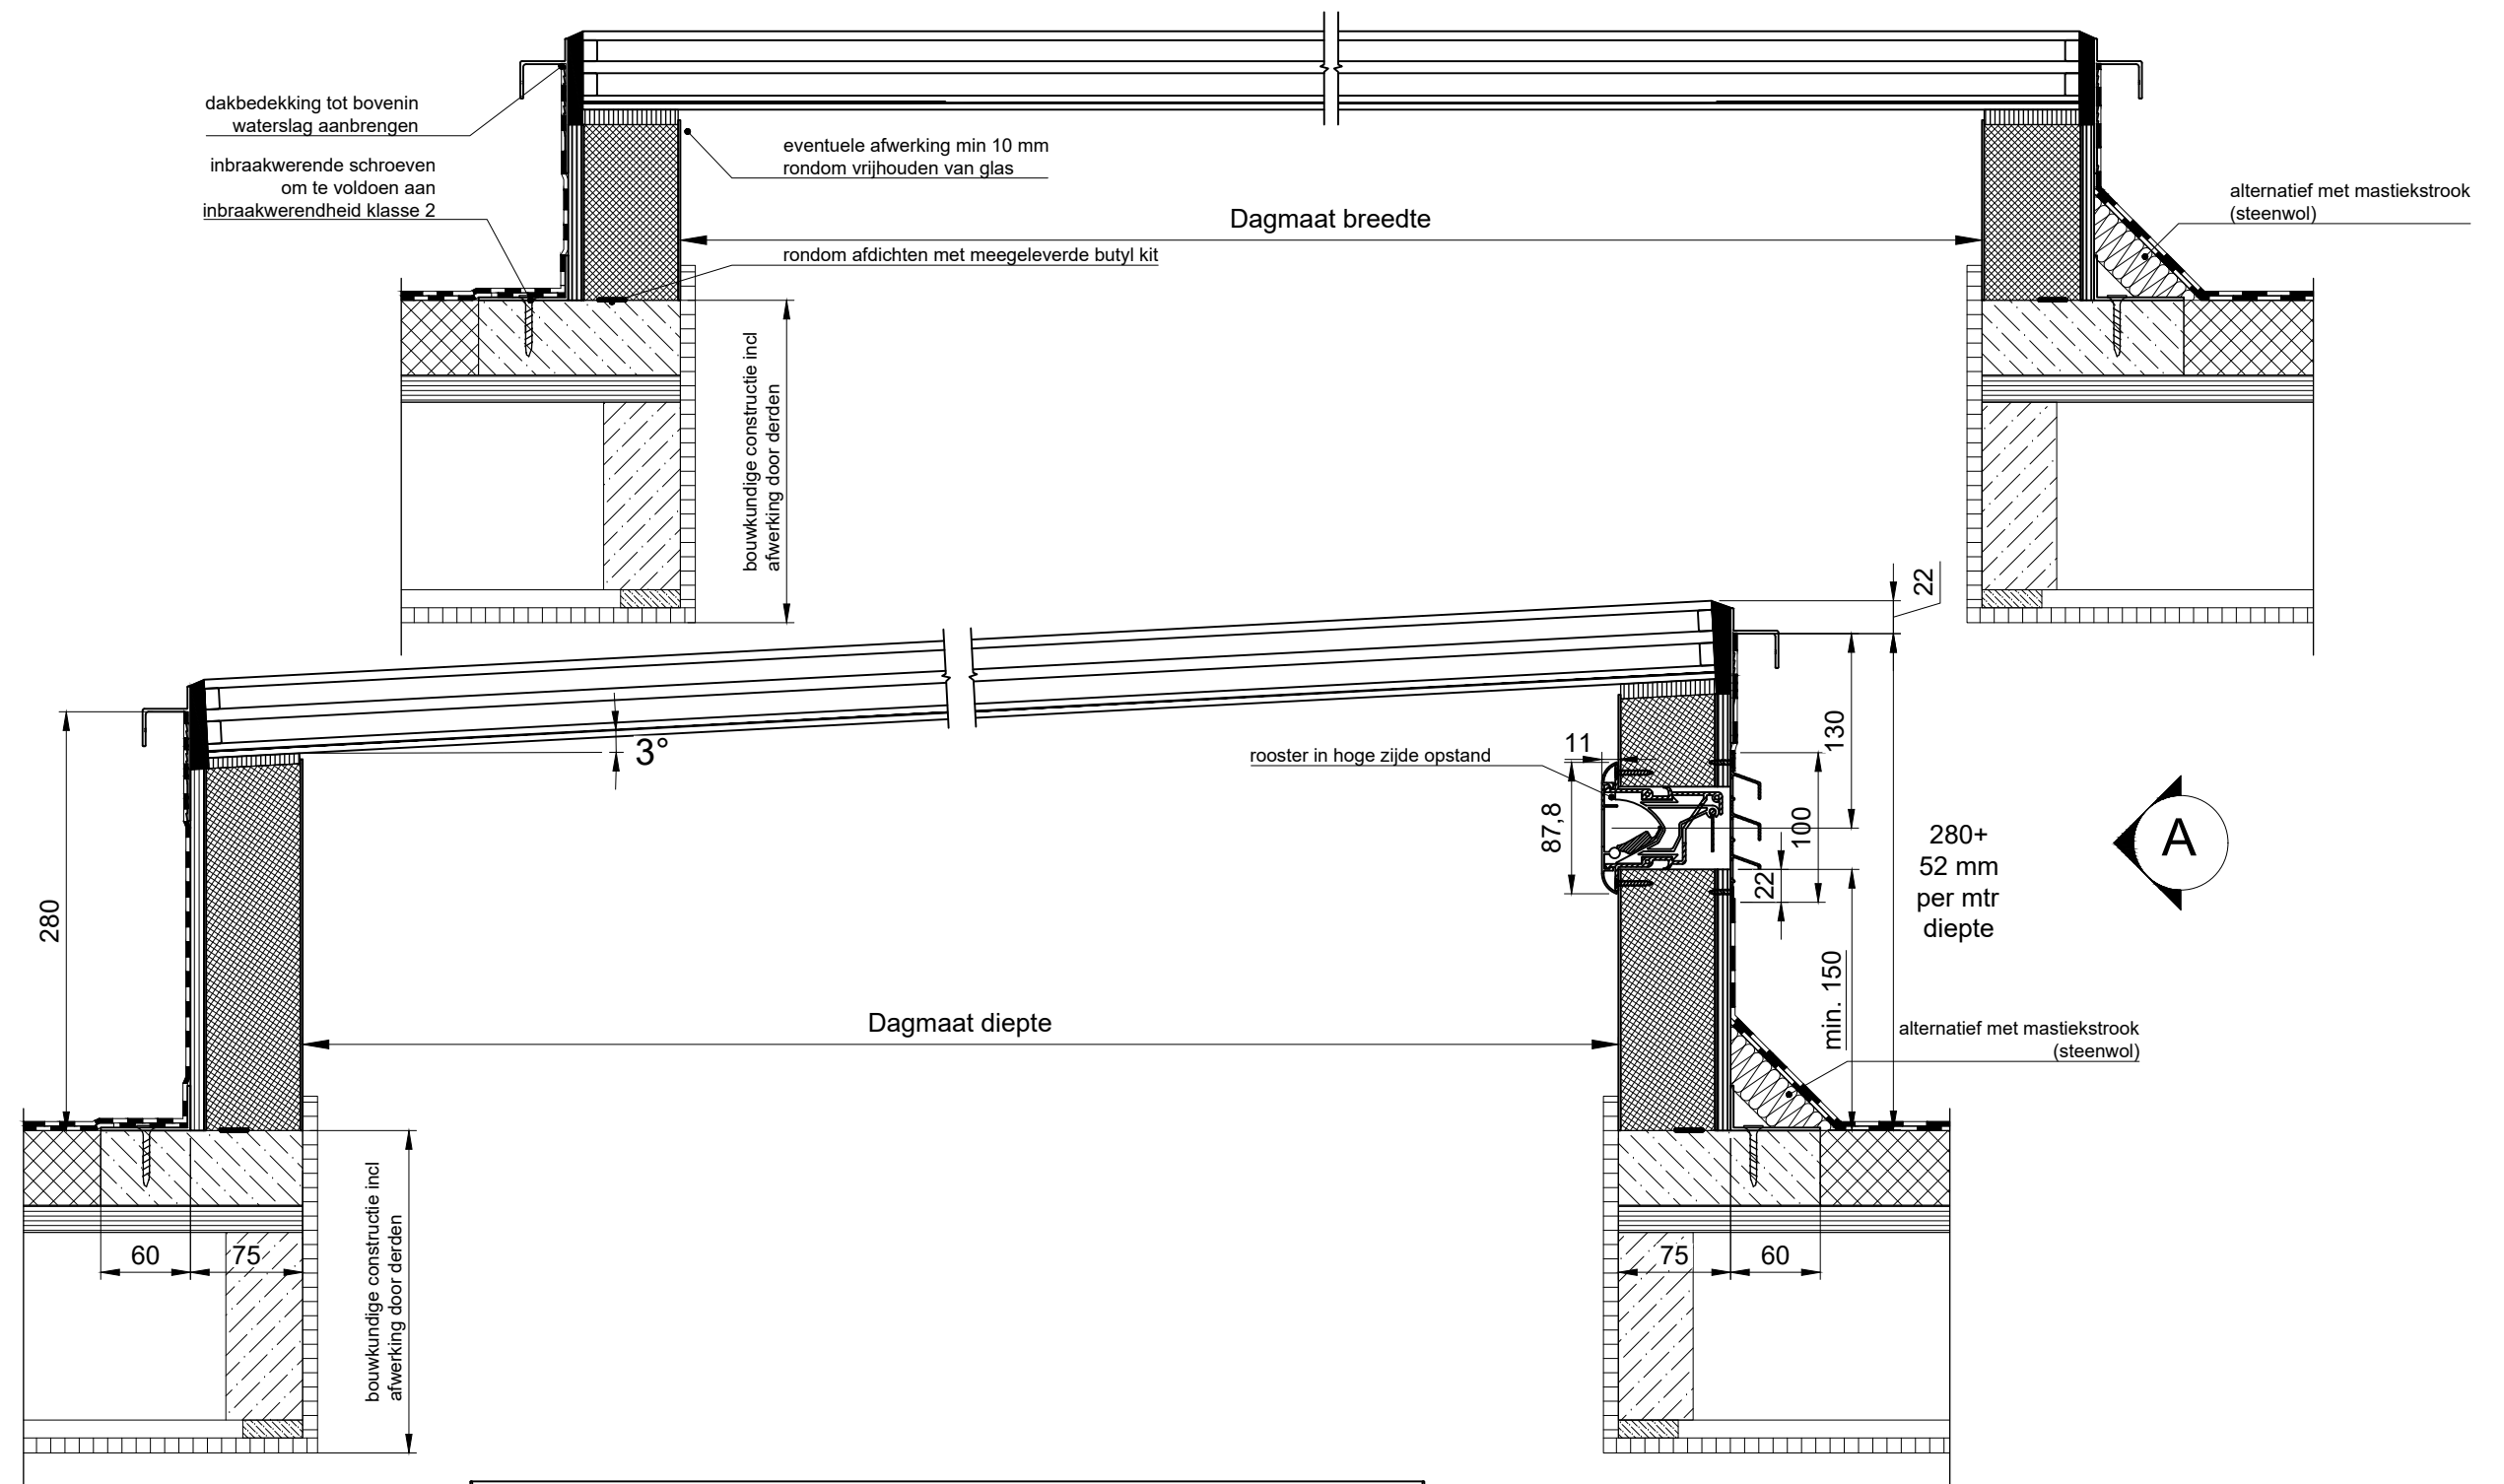 dakbedekking tot bovenin
waterslag aanbrengen
inbraakwerende schroeven
om te voldoen aan
inbraakwerendheid klasse 2
eventuele afwerking min 10 mm
rondom vrijhouden van glas
Dagmaat breedte
rondom afdichten met meegeleverde butyl kit
alternatief met mastiekstrook
(steenwol)
bouwkundige constructie incl
afwerking door derden
22
3°
280
rooster in hoge zijde opstand
11
87,8
130
100
22
min. 150
280+
52 mm
per mtr
diepte
A
Dagmaat diepte
alternatief met mastiekstrook
(steenwol)
60
75
bouwkundige constructie incl
afwerking door derden
75
60